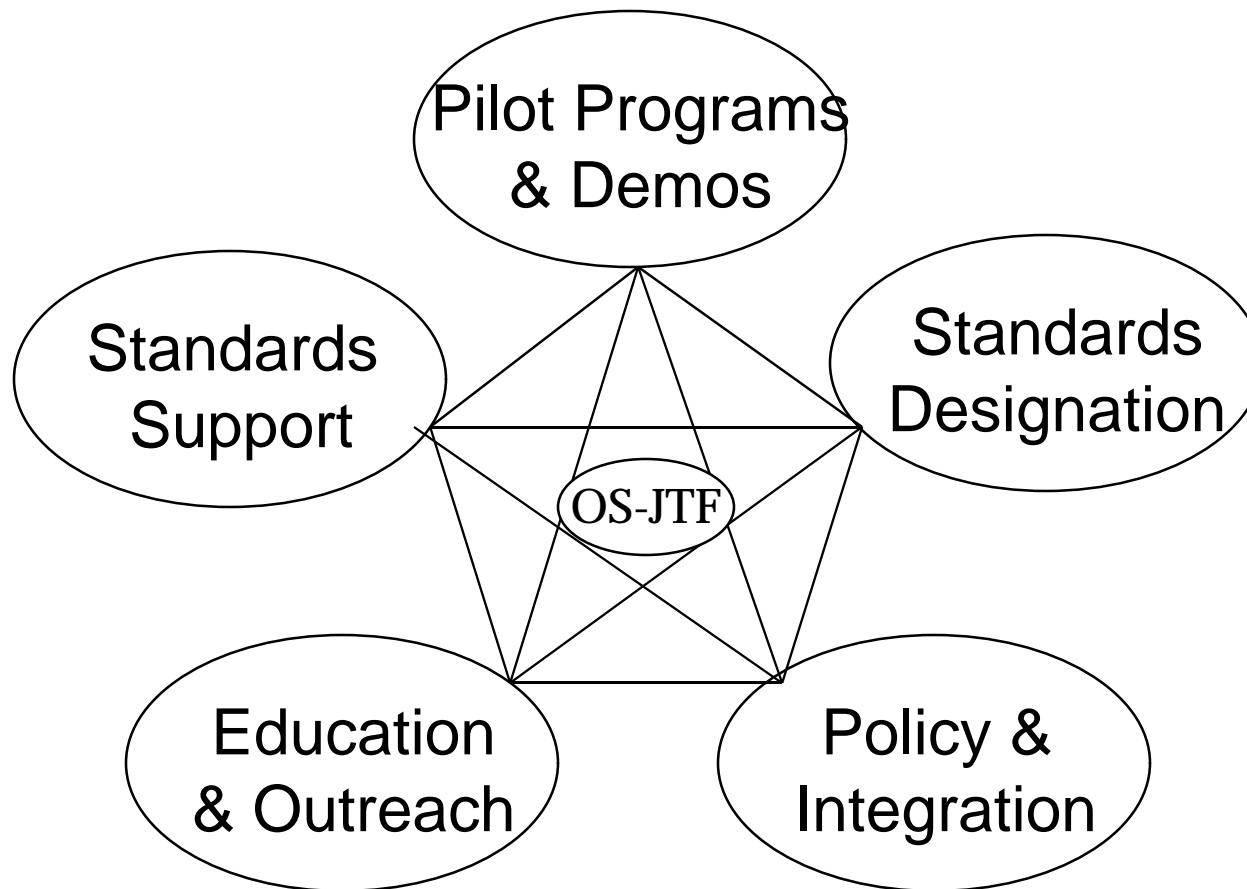 Pilot Programs
& Demos
Standards
Support
Standards
Designation
OS-JTF
Education
& Outreach
Policy &
Integration